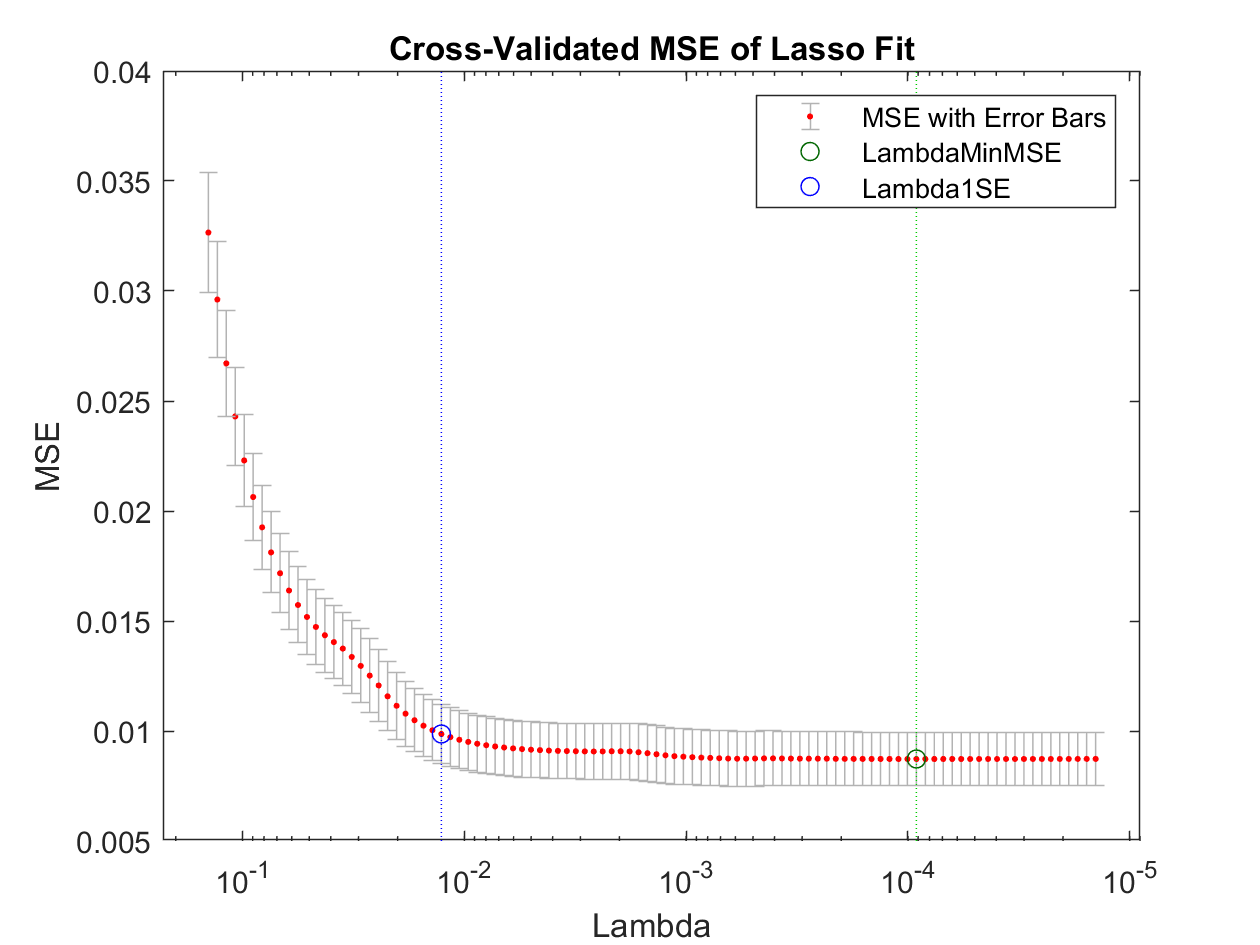 Cross-Validated MSE of Lasso Fit
0.04
0.035
0.03
0.025
0.02
0.015
0.01
0.005
MSE
MSE with Error Bars
LambdaMinMSE
Lambda1SE
10^-1 10^-2 10^-3 10^-4 10^-5
Lambda